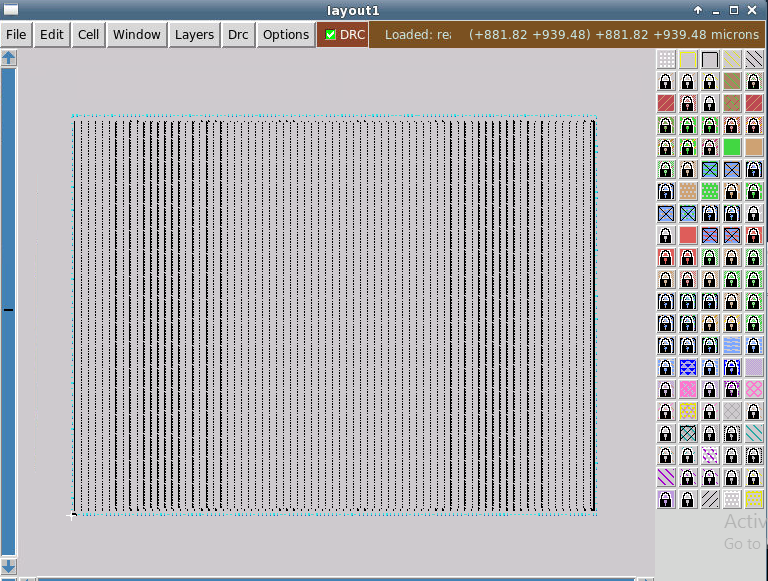 layout1
File Edit Cell Window Layers Drc Options DRC Loded: re (+881.82 +939.48) +881.82 +939.48 microns
Activ
Go to